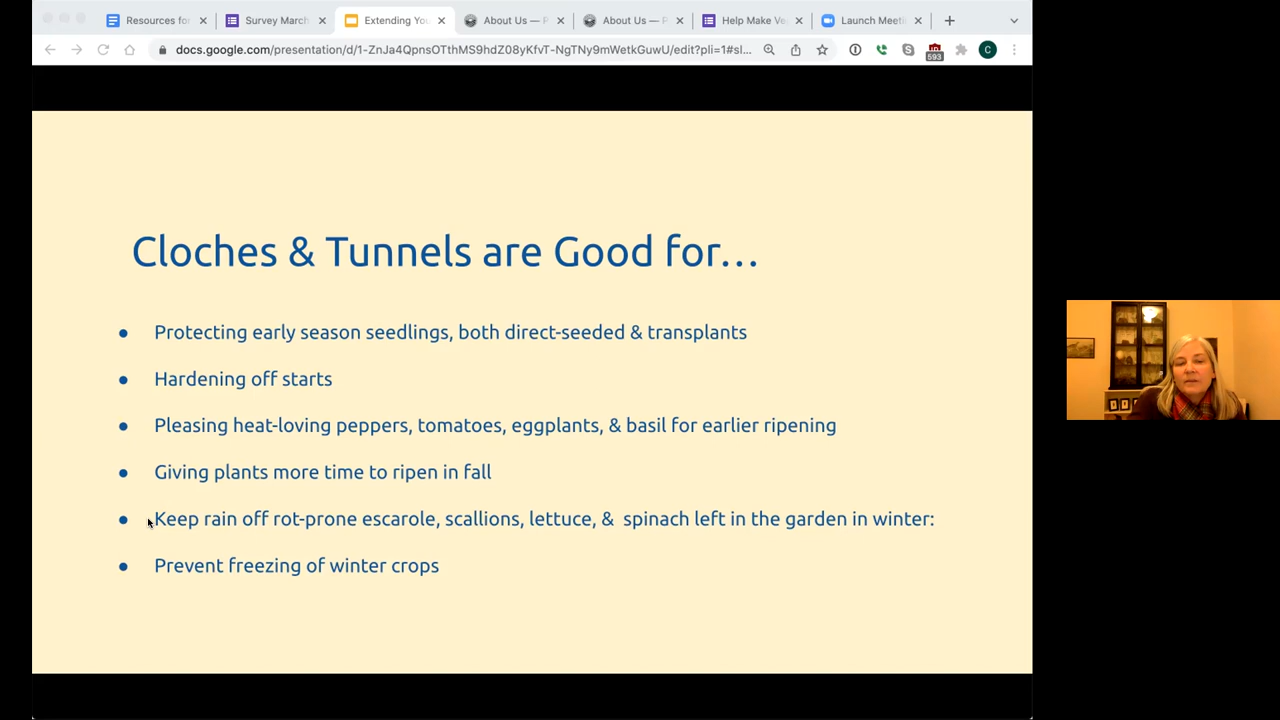 Resources for
Survey March
Extending You
About Us — P
About Us — P
Help Make Vo
Launch Meeti
docs.google.com/presentation/d/1-ZnJa4QpnsOTthMS9hdZ08yKfvT-NgTNy9mWetkGuwU/edit?pli=1#sl...
593
C
Cloches & Tunnels are Good for...
● Protecting early season seedlings, both direct-seeded & transplants
● Hardening off starts
● Pleasing heat-loving peppers, tomatoes, eggplants, & basil for earlier ripening
● Giving plants more time to ripen in fall
● Keep rain off rot-prone escarole, scallions, lettuce, &  spinach left in the garden in winter:
● Prevent freezing of winter crops